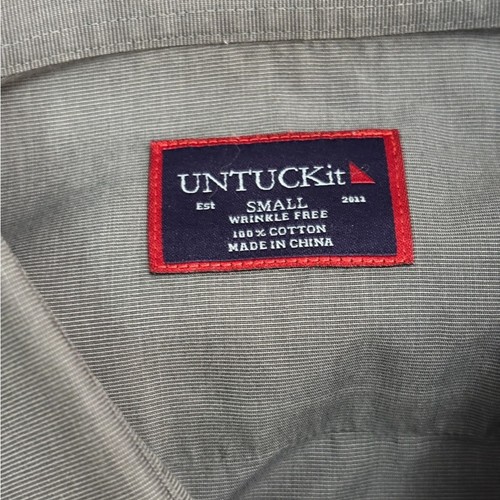 UNTUCKit
Est SMALL 2011
WRINKLE FREE
100% COTTON
MADE IN CHINA